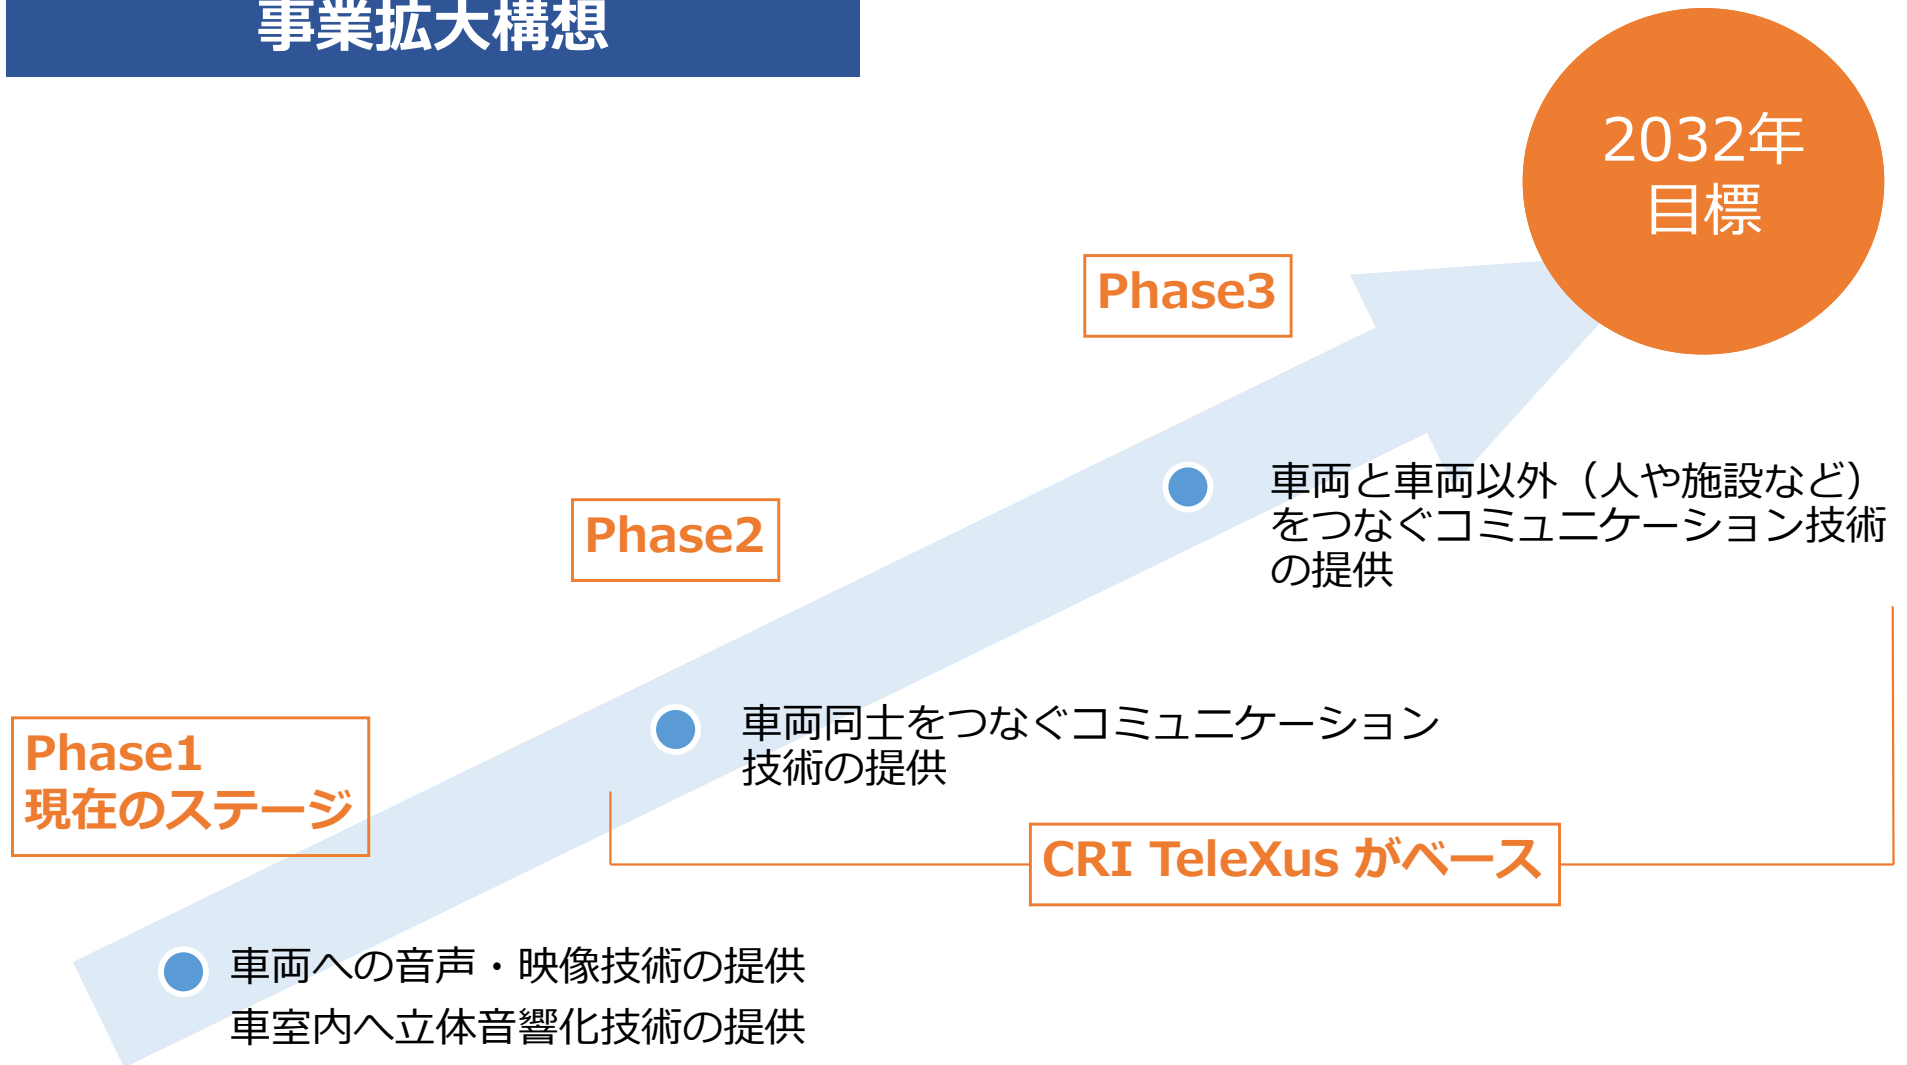 事業拡大構想
2032年
目標
Phase3
車両と車両以外（人や施設など）
をつなぐコミュニケーション技術
の提供
Phase2
車両同士をつなぐコミュニケーション
技術の提供
Phase1
現在のステージ
CRI TeleXus がベース
車両への音声・映像技術の提供
車室内へ立体音響化技術の提供